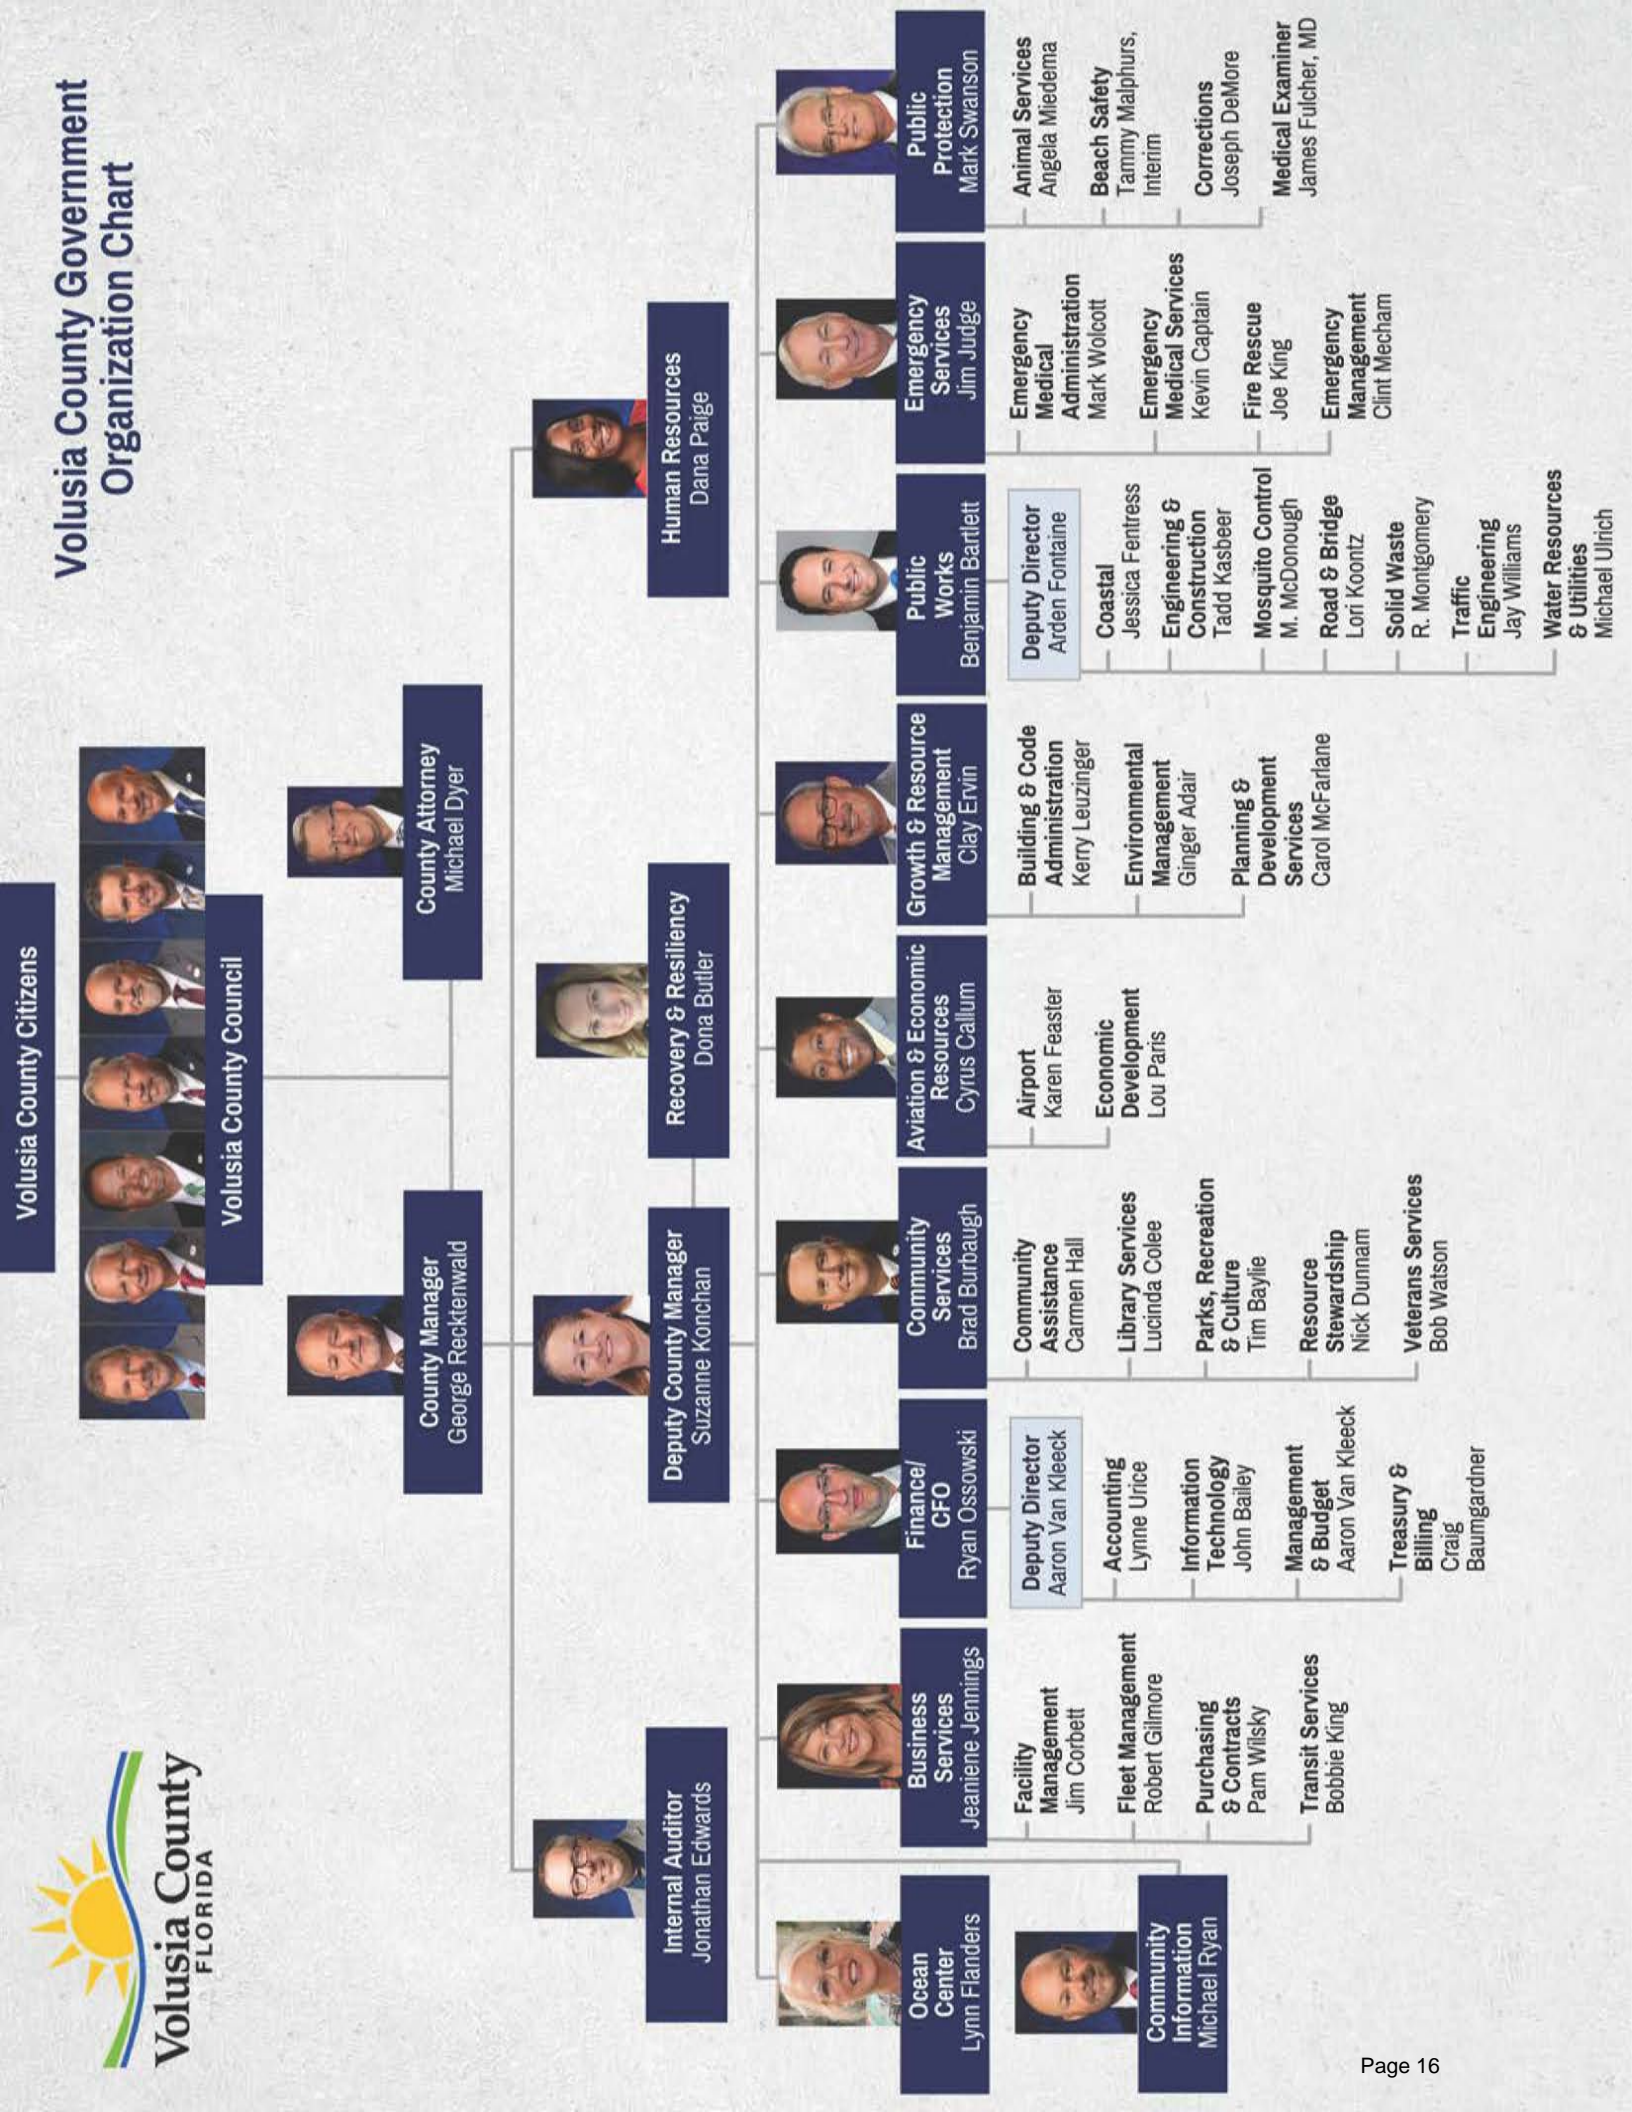 Volusia County
FLORIDA
Volusia County Government
Organization Chart
Volusia County Citizens
Volusia County Council
County Manager
George Recktenwald
County Attorney
Michael Dyer
Internal Auditor
Jonathan Edwards
Deputy County Manager
Suzanne Konchan
Recovery & Resiliency
Dona Butler
Human Resources
Dana Paige
Ocean
Center
Lynn Flanders
Community
Information
Michael Ryan
Business
Services
Jeaniene Jennings
Facility
Management
Jim Corbett
Fleet Management
Robert Gilmore
Purchasing
& Contracts
Pam Wilsky
Transit Services
Bobbie King
Finance/
CFO
Ryan Ossowski
Deputy Director
Aaron Van Kleeck
Accounting
Lynne Urice
Information
Technology
John Bailey
Management
& Budget
Aaron Van Kleeck
Treasury &
Billing
Craig
Baumgardner
Community
Services
Brad Burbaugh
Community
Assistance
Carmen Hall
Library Services
Lucinda Colee
Parks, Recreation
& Culture
Tim Baylie
Resource
Stewardship
Nick Dunnam
Veterans Services
Bob Watson
Aviation & Economic
Resources
Cyrus Callum
Airport
Karen Feaster
Economic
Development
Lou Paris
Growth & Resource
Management
Clay Ervin
Building & Code
Administration
Kerry Leuzinger
Environmental
Management
Ginger Adair
Planning &
Development
Services
Carol McFarlane
Public
Works
Benjamin Bartlett
Deputy Director
Arden Fontaine
Coastal
Jessica Fentress
Engineering &
Construction
Tadd Kasbeer
Mosquito Control
M. McDonough
Road & Bridge
Lori Koontz
Solid Waste
R. Montgomery
Traffic
Engineering
Jay Williams
Water Resources
& Utilities
Michael Ulrich
Emergency
Services
Jim Judge
Emergency
Medical
Administration
Mark Wolcott
Emergency
Medical Services
Kevin Captain
Fire Rescue
Joe King
Emergency
Management
Clint Mecham
Public
Protection
Mark Swanson
Animal Services
Angela Miedema
Beach Safety
Tammy Malphurs,
Interim
Corrections
Joseph DeMore
Medical Examiner
James Fulcher, MD
Page 16